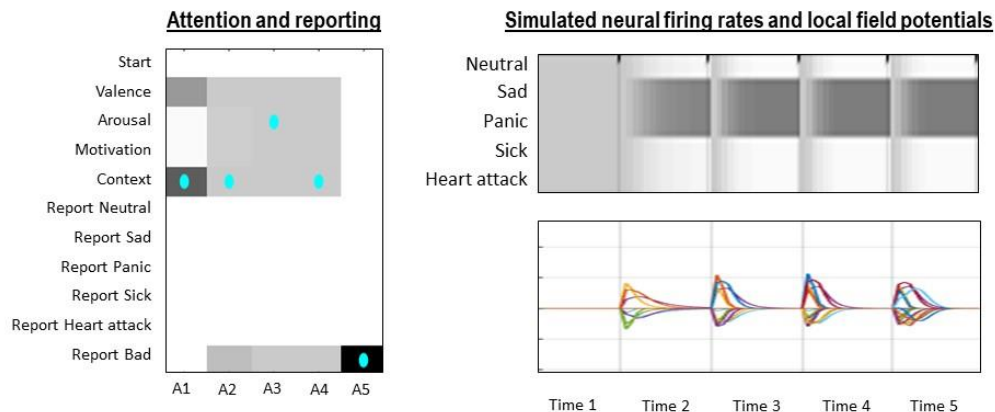 Attention and reporting
Start
Valence
Arousal
Motivation
Context
Report Neutral
Report Sad
Report Panic
Report Sick
Report Heart attack
Report Bad
A1 A2 A3 A4 A5
Simulated neural firing rates and local field potentials
Neutral
Sad
Panic
Sick
Heart attack
Time 1 Time 2 Time 3 Time 4 Time 5